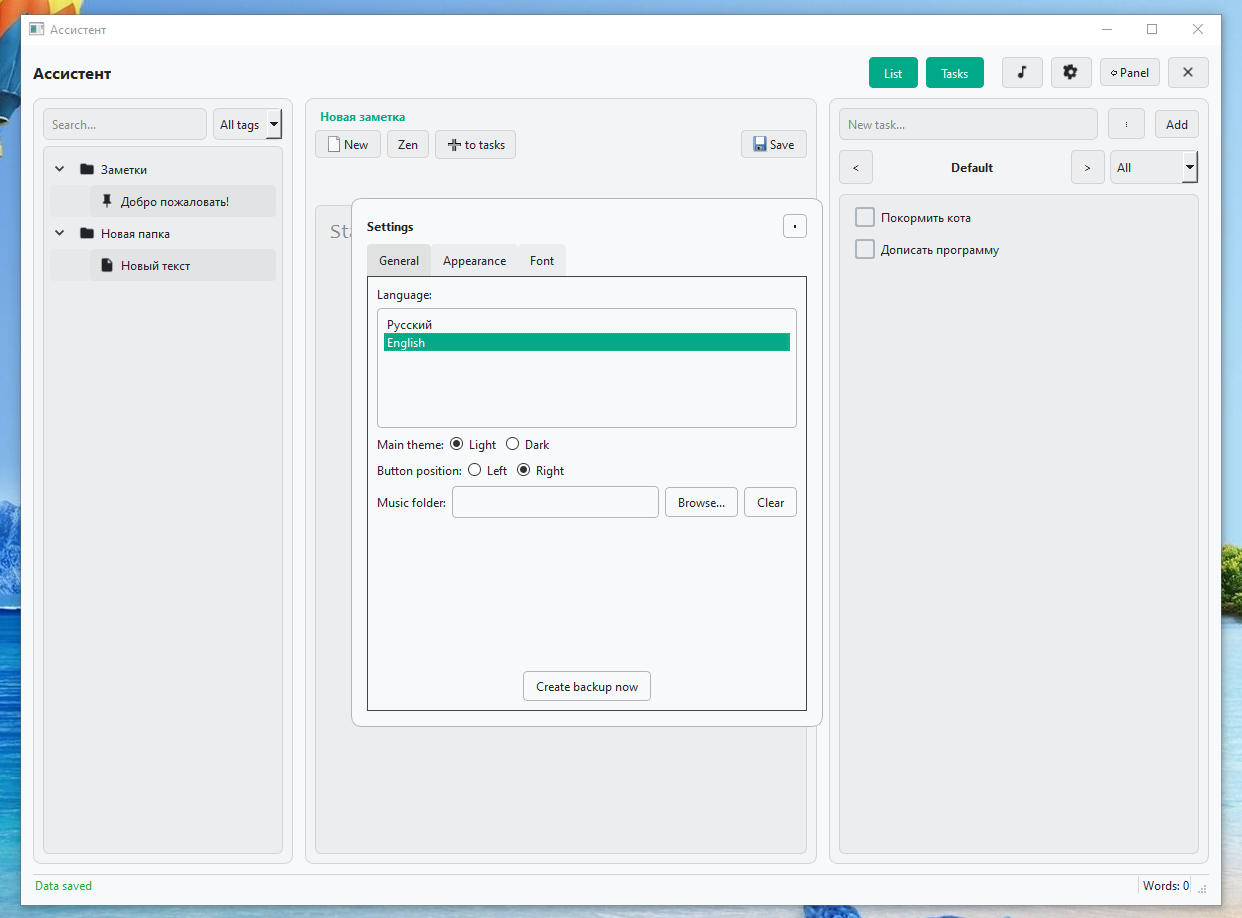 Ассистент
Ассистент
List
Tasks
Panel
Search...
All tags
Заметки
Добро пожаловать!
Новая папка
Новый текст
Новая заметка
New
Zen
to tasks
Save
Settings
General
Appearance
Font
Language:
Русский
English
Main theme:
Light
Dark
Button position:
Left
Right
Music folder:
Browse...
Clear
Create backup now
New task...
Add
<
Default
>
All
Покормить кота
Дописать программу
Data saved
Words: 0